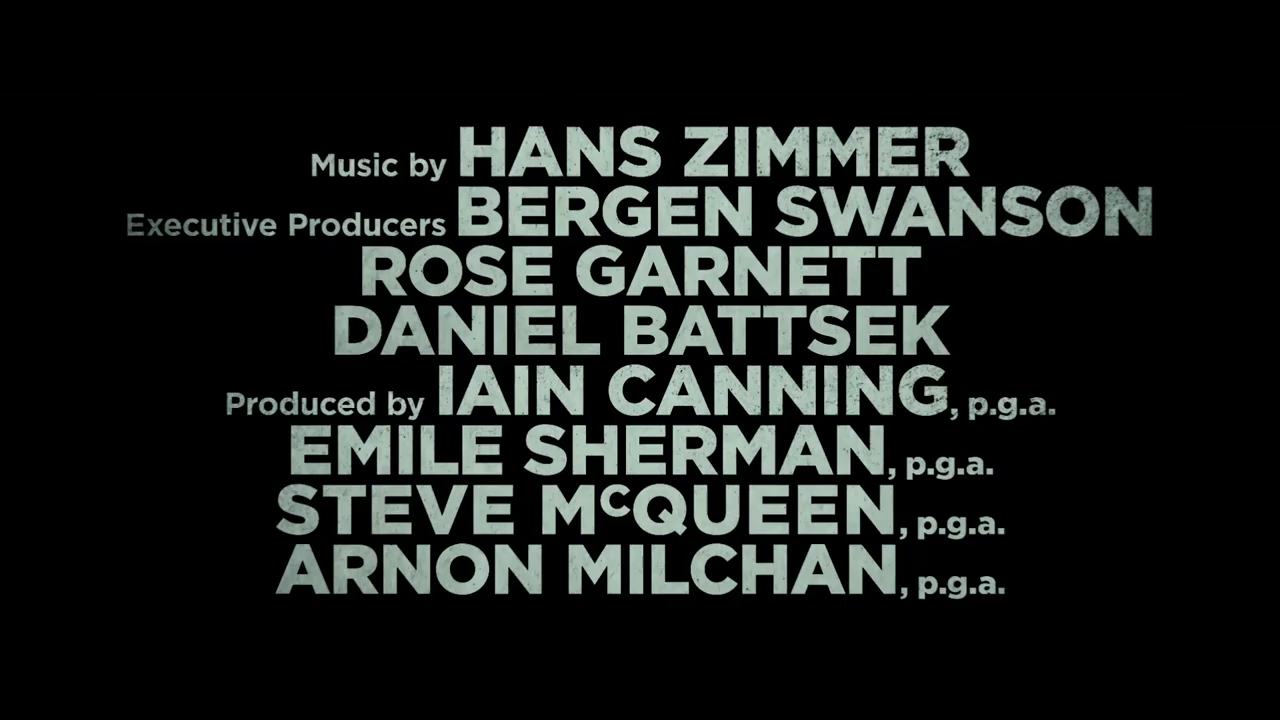 Music by HANS ZIMMER
Executive Producers BERGEN SWANSON
ROSE GARNETT
DANIEL BATTSEK
Produced by IAIN CANNING, p.g.a.
EMILE SHERMAN, p.g.a.
STEVE McQUEEN, p.g.a.
ARNON MILCHAN, p.g.a.